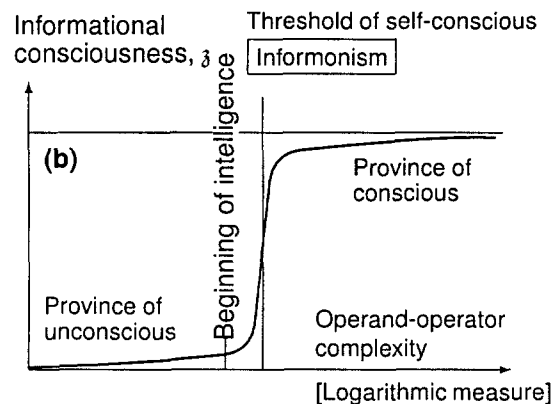 Informational
consciousness, 𝔷
Threshold of self-conscious
Informonism
Beginning of intelligence
(b)
Province of
conscious
Province of
unconscious
Operand-operator
complexity
[Logarithmic measure]